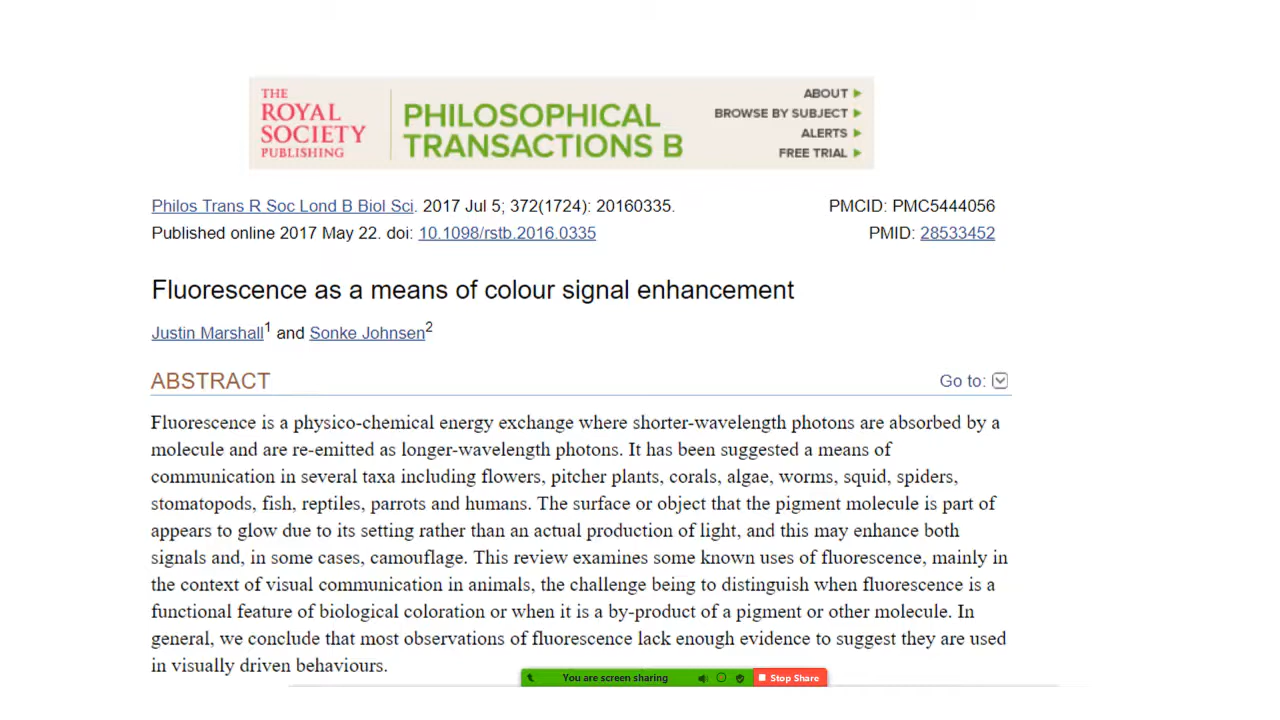 THE
ROYAL
SOCIETY
PUBLISHING
PHILOSOPHICAL
TRANSACTIONS B
ABOUT
BROWSE BY SUBJECT
ALERTS
FREE TRIAL
Philos Trans R Soc Lond B Biol Sci. 2017 Jul 5; 372(1724): 20160335. PMCID: PMC5444056
Published online 2017 May 22. doi: 10.1098/rstb.2016.0335 PMID: 28533452
Fluorescence as a means of colour signal enhancement
Justin Marshall1 and Sonke Johnsen2
ABSTRACT Go to:
Fluorescence is a physico-chemical energy exchange where shorter-wavelength photons are absorbed by a
molecule and are re-emitted as longer-wavelength photons. It has been suggested a means of
communication in several taxa including flowers, pitcher plants, corals, algae, worms, squid, spiders,
stomatopods, fish, reptiles, parrots and humans. The surface or object that the pigment molecule is part of
appears to glow due to its setting rather than an actual production of light, and this may enhance both
signals and, in some cases, camouflage. This review examines some known uses of fluorescence, mainly in
the context of visual communication in animals, the challenge being to distinguish when fluorescence is a
functional feature of biological coloration or when it is a by-product of a pigment or other molecule. In
general, we conclude that most observations of fluorescence lack enough evidence to suggest they are used
in visually driven behaviours.
You are screen sharing Stop Share